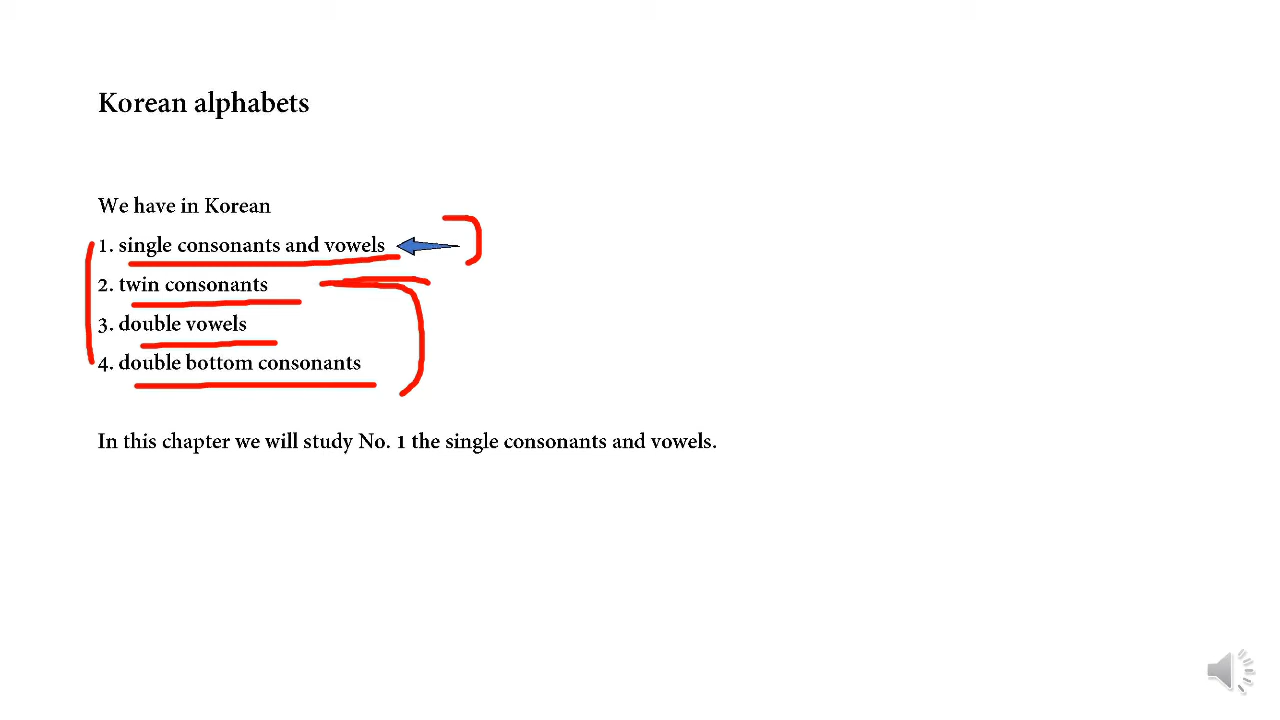 Korean alphabets
We have in Korean
1. single consonants and vowels
2. twin consonants
3. double vowels
4. double bottom consonants
In this chapter we will study No. 1 the single consonants and vowels.